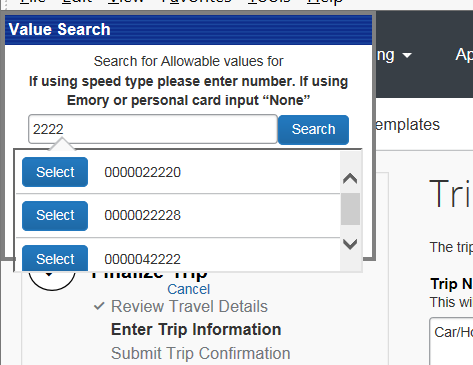 File Edit View Favorites Tools Help
Value Search
Search for Allowable values for
If using speed type please enter number. If using
Emory or personal card input “None”
2222 Search
Select 0000022220
Select 0000022228
Select 0000042222
Cancel
Finalize Trip
Review Travel Details
Enter Trip Information
Submit Trip Confirmation
ng
Ap
emplates
Tri
The trip
Trip N
This wi
Car/Ho